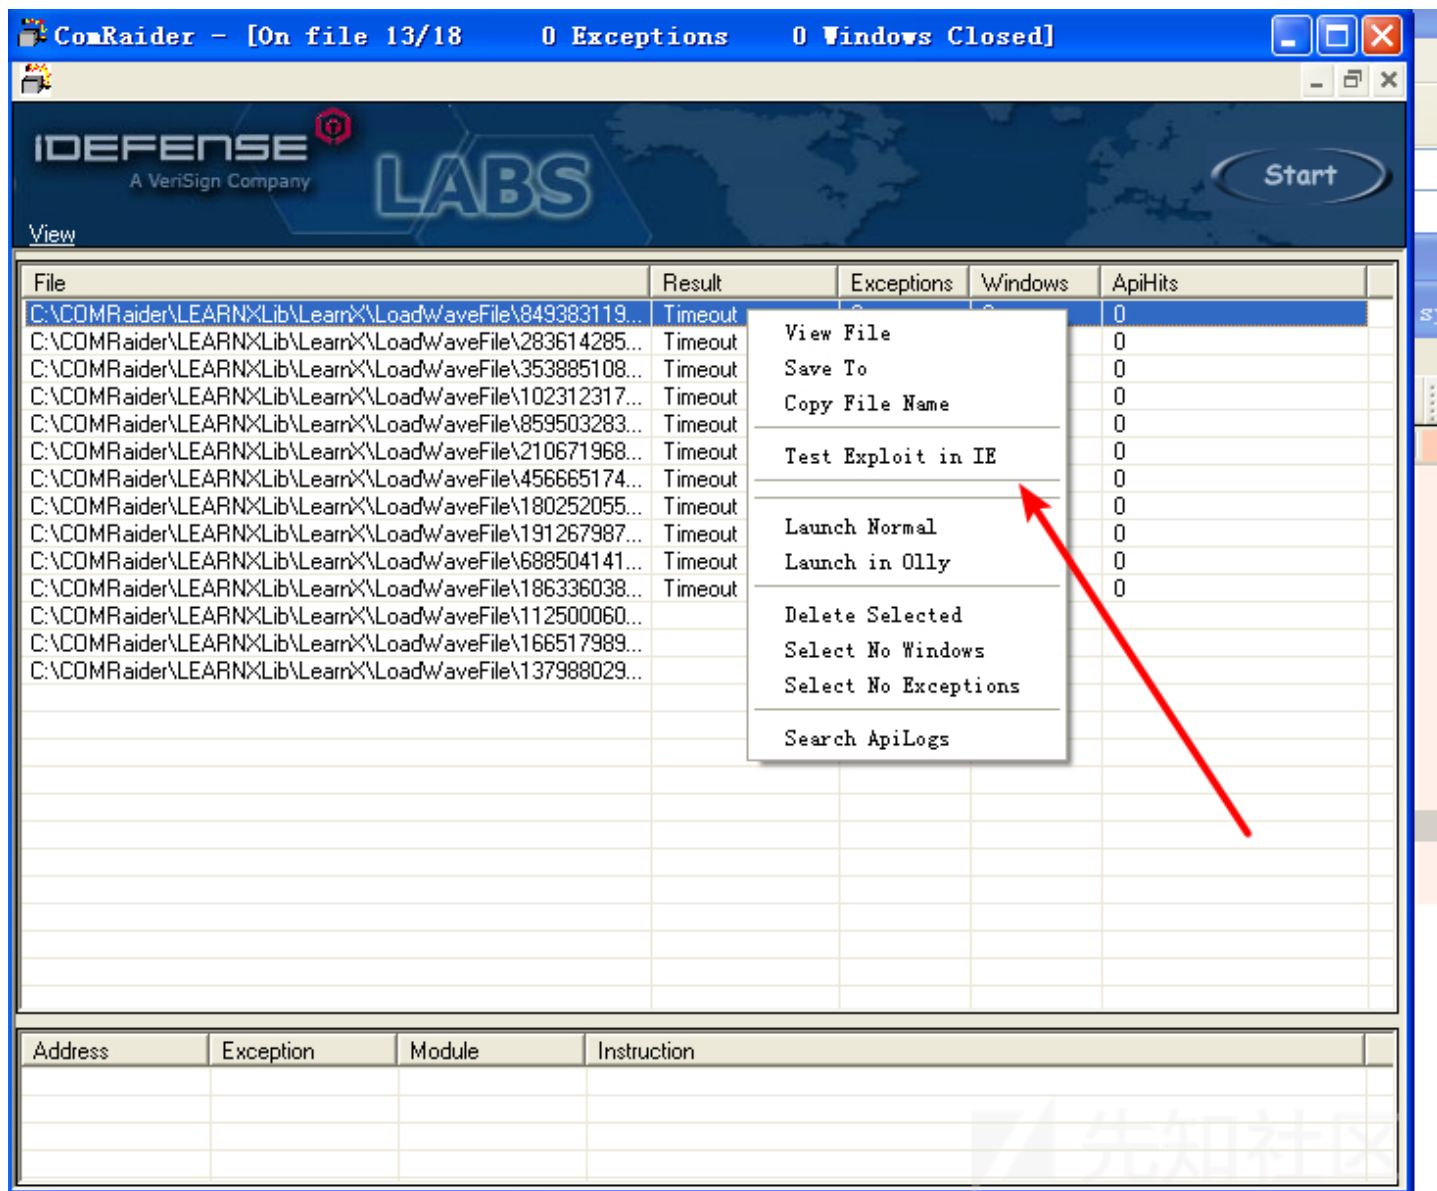 ComRaider - [On file 13/18 0 Exceptions 0 Windows Closed]
IDEFENSE
A VeriSign Company
LABS
Start
View
File Result Exceptions Windows ApiHits
C:\COMRaider\LEARNXLib\LearnX\LoadWaveFile\849383119... Timeout 0
C:\COMRaider\LEARNXLib\LearnX\LoadWaveFile\283614285... Timeout 0
C:\COMRaider\LEARNXLib\LearnX\LoadWaveFile\353885108... Timeout 0
C:\COMRaider\LEARNXLib\LearnX\LoadWaveFile\102312317... Timeout 0
C:\COMRaider\LEARNXLib\LearnX\LoadWaveFile\859503283... Timeout 0
C:\COMRaider\LEARNXLib\LearnX\LoadWaveFile\210671968... Timeout 0
C:\COMRaider\LEARNXLib\LearnX\LoadWaveFile\456665174... Timeout 0
C:\COMRaider\LEARNXLib\LearnX\LoadWaveFile\180252055... Timeout 0
C:\COMRaider\LEARNXLib\LearnX\LoadWaveFile\191267987... Timeout 0
C:\COMRaider\LEARNXLib\LearnX\LoadWaveFile\688504141... Timeout 0
C:\COMRaider\LEARNXLib\LearnX\LoadWaveFile\186336038... Timeout 0
C:\COMRaider\LEARNXLib\LearnX\LoadWaveFile\112500060...
C:\COMRaider\LEARNXLib\LearnX\LoadWaveFile\166517989...
C:\COMRaider\LEARNXLib\LearnX\LoadWaveFile\137988029...
View File
Save To
Copy File Name
Test Exploit in IE
Launch Normal
Launch in Olly
Delete Selected
Select No Windows
Select No Exceptions
Search ApiLogs
Address Exception Module Instruction
先知社区